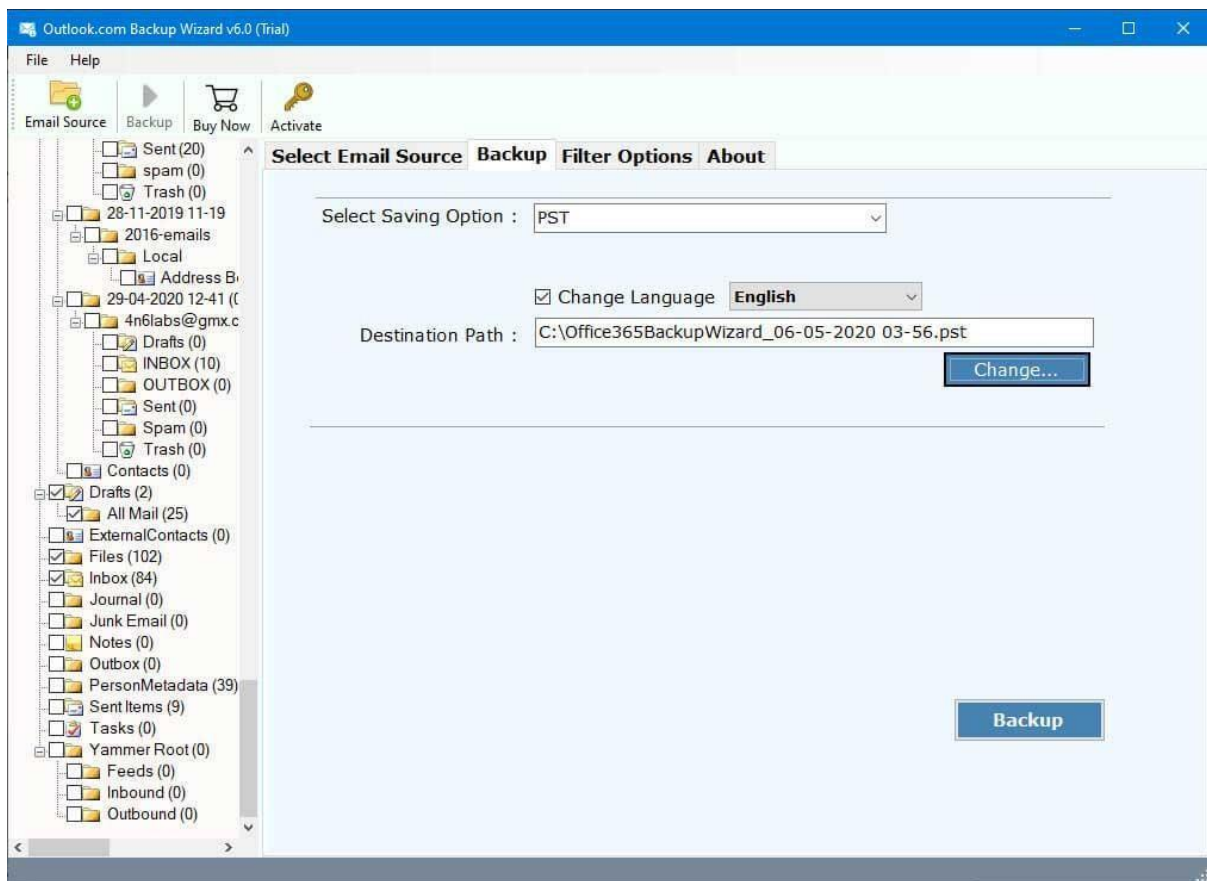 Outlook.com Backup Wizard v6.0 (Trial)
File Help
Email Source Backup Buy Now Activate
Sent (20)
spam (0)
Trash (0)
28-11-2019 11-19
2016-emails
Local
Address B
29-04-2020 12-41 (0
4n6labs@gmx.c
Drafts (0)
INBOX (10)
OUTBOX (0)
Sent (0)
Spam (0)
Trash (0)
Contacts (0)
Drafts (2)
All Mail (25)
ExternalContacts (0)
Files (102)
Inbox (84)
Journal (0)
Junk Email (0)
Notes (0)
Outbox (0)
PersonMetadata (39)
Sent Items (9)
Tasks (0)
Yammer Root (0)
Feeds (0)
Inbound (0)
Outbound (0)
Select Email Source Backup Filter Options About
Select Saving Option : PST
Change Language English
Destination Path : C:\Office365BackupWizard_06-05-2020 03-56.pst
Change...
Backup